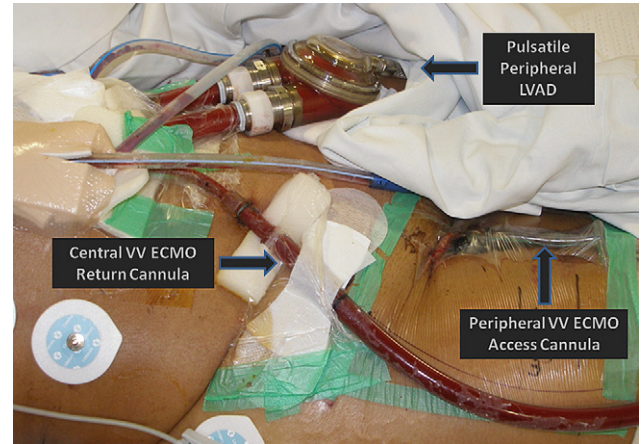 Pulsatile
Peripheral
LVAD
Central VV ECMO
Return Cannula
Peripheral VV ECMO
Access Cannula